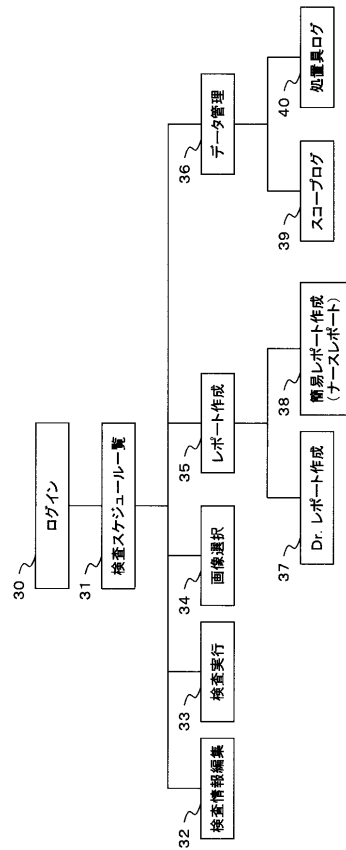 30
ログイン
31
検査スケジュール一覧
32
検査情報編集
33
検査実行
34
画像選択
35
レポート作成
36
データ管理
37
Dr. レポート作成
38
簡易レポート作成
(ナースレポート)
39
スコープログ
40
処置具ログ